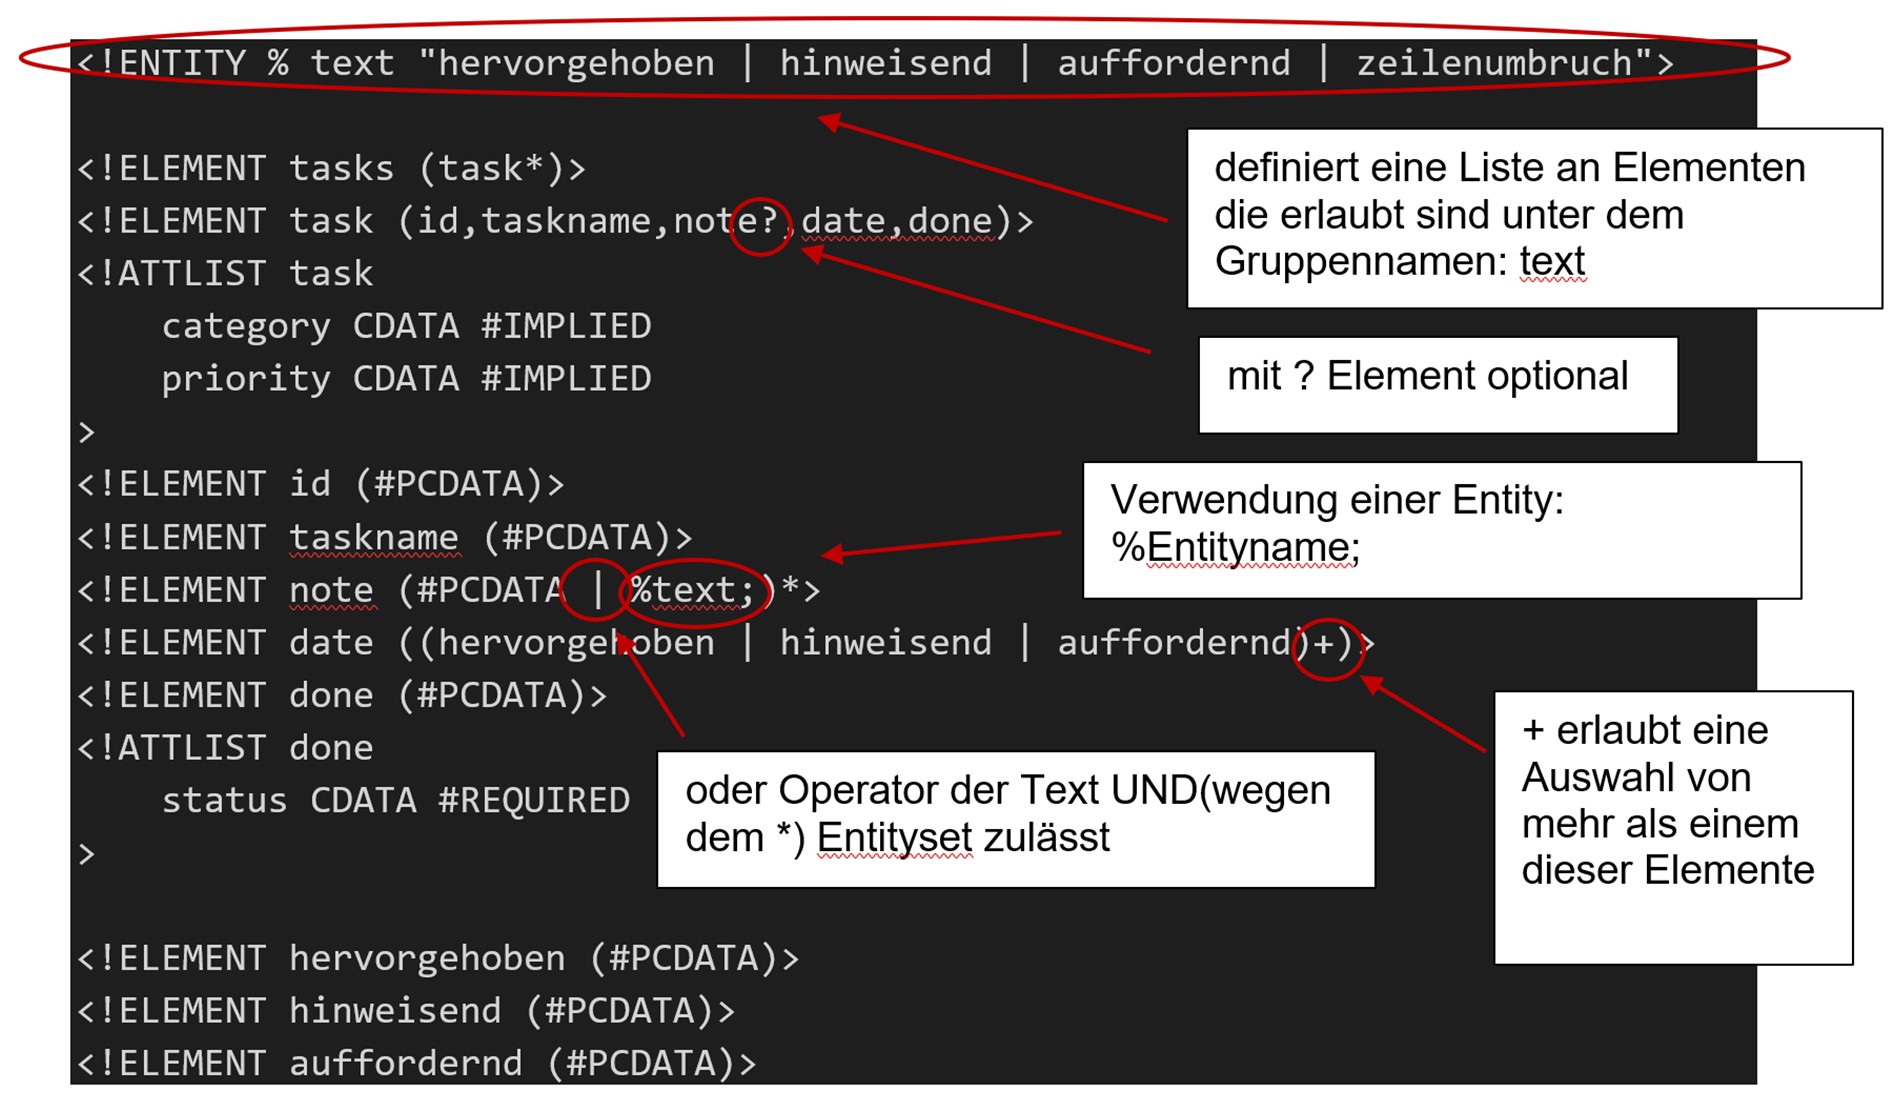 <!ENTITY % text "hervorgehoben | hinweisend | auffordernd | zeilenumbruch">
<!ELEMENT tasks (task*)>
<!ELEMENT task (id,taskname,note?,date,done)>
<!ATTLIST task
category CDATA #IMPLIED
priority CDATA #IMPLIED
>
<!ELEMENT id (#PCDATA)>
<!ELEMENT taskname (#PCDATA)>
<!ELEMENT note (#PCDATA | %text;)*>
<!ELEMENT date ((hervorgehoben | hinweisend | auffordernd)+)>
<!ELEMENT done (#PCDATA)>
<!ATTLIST done
status CDATA #REQUIRED
>
<!ELEMENT hervorgehoben (#PCDATA)>
<!ELEMENT hinweisend (#PCDATA)>
<!ELEMENT auffordernd (#PCDATA)>
definiert eine Liste an Elementen
die erlaubt sind unter dem
Gruppennamen: text
mit ? Element optional
Verwendung einer Entity:
%Entityname;
oder Operator der Text UND(wegen
dem *) Entityset zulässt
+ erlaubt eine
Auswahl von
mehr als einem
dieser Elemente